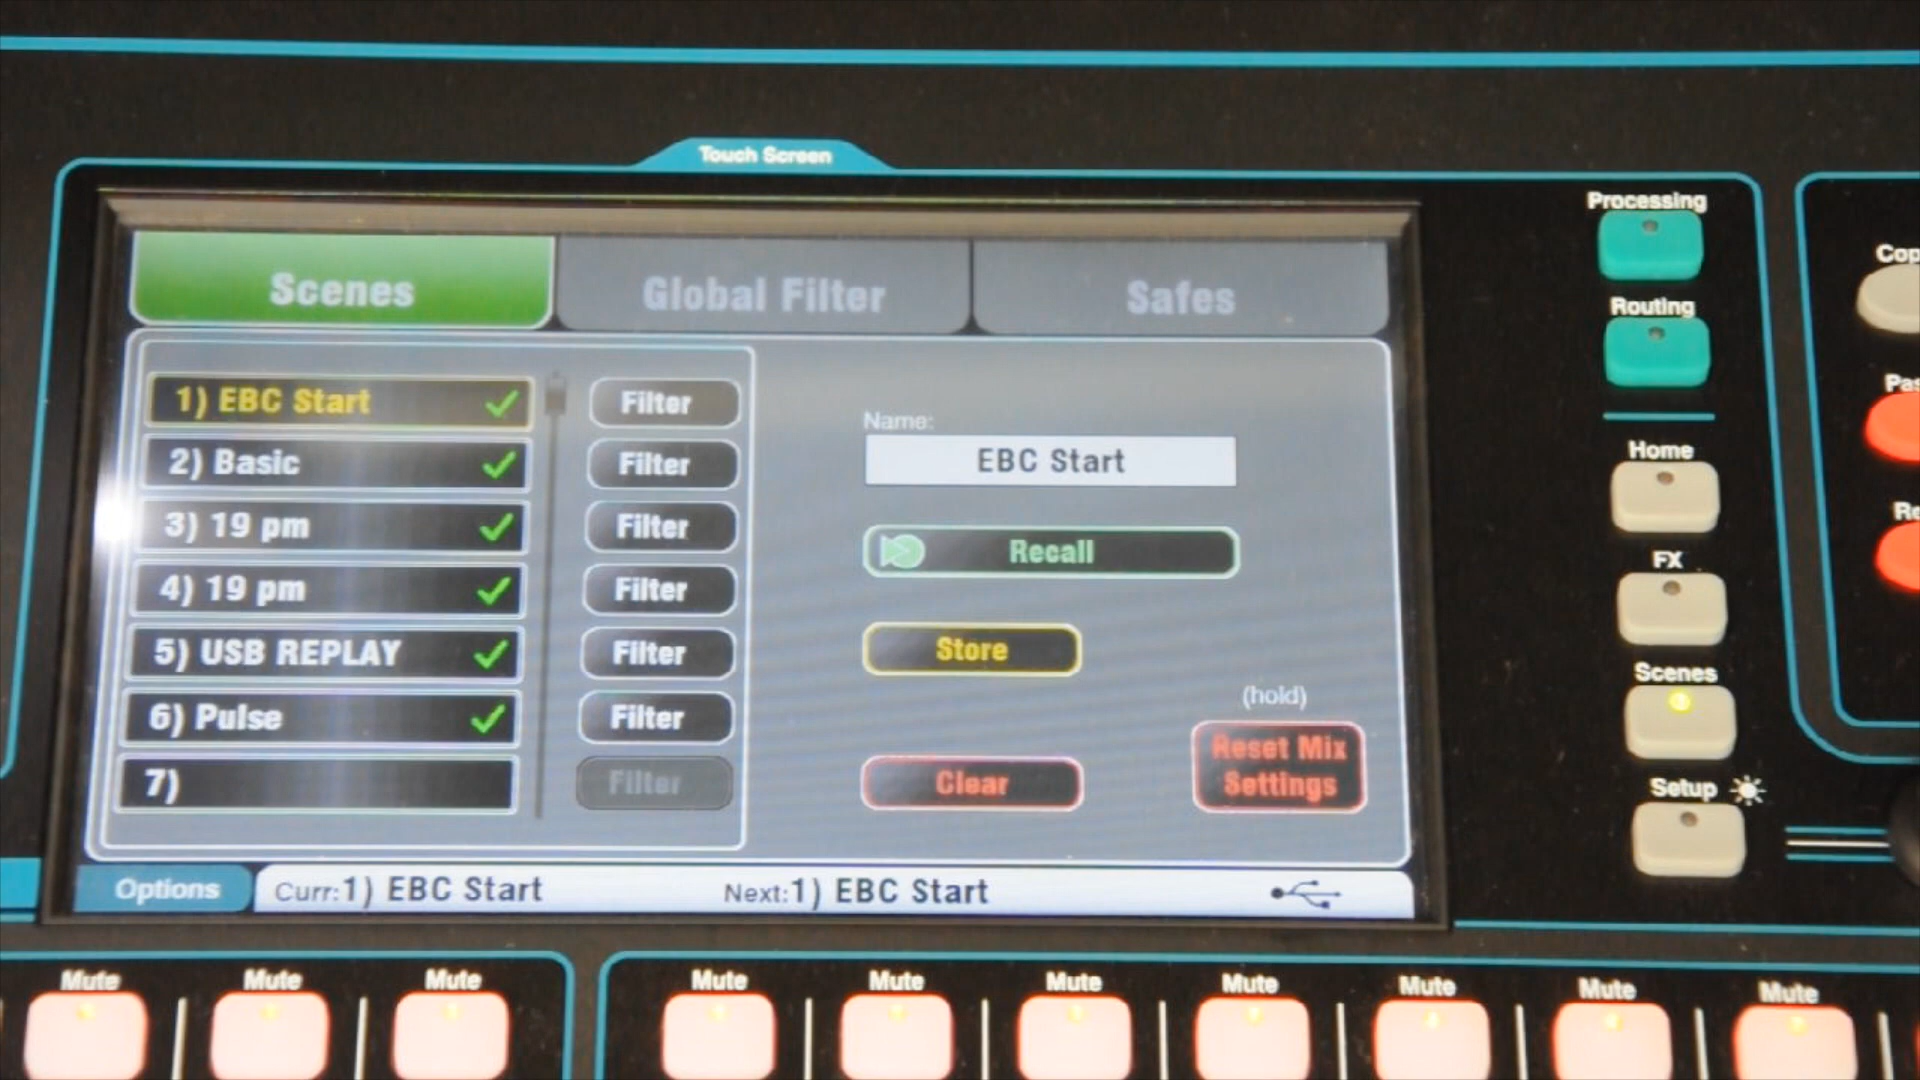 Touch Screen
Processing
Routing
Home
FX
Scenes
Setup
Scenes
Global Filter
Safes
1) EBC Start
Filter
2) Basic
Filter
3) 19 pm
Filter
4) 19 pm
Filter
5) USB REPLAY
Filter
6) Pulse
Filter
7)
Filter
Name:
EBC Start
Recall
Store
Clear
(hold)
Reset Mix
Settings
Options
Curr:1) EBC Start
Next:1) EBC Start
Mute
Mute
Mute
Mute
Mute
Mute
Mute
Mute
Mute
Mute